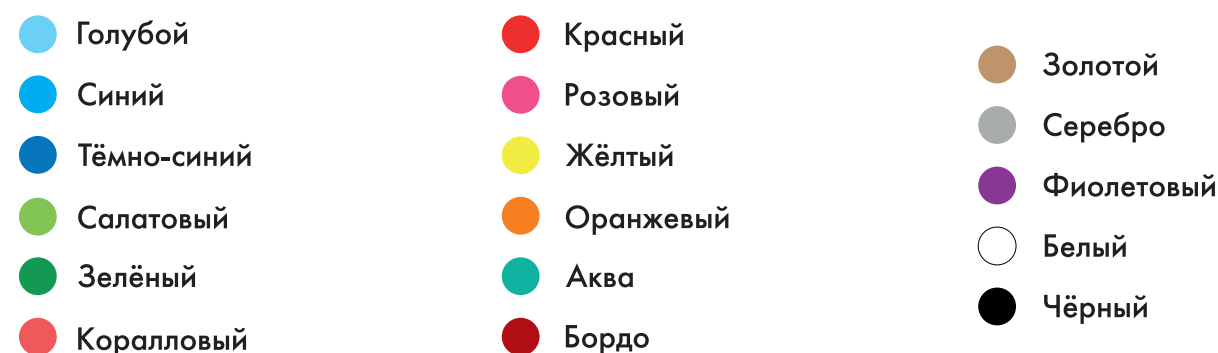 Голубой
Синий
Тёмно-синий
Салатовый
Зелёный
Коралловый
Красный
Розовый
Жёлтый
Оранжевый
Аква
Бордо
Золотой
Серебро
Фиолетовый
Белый
Чёрный